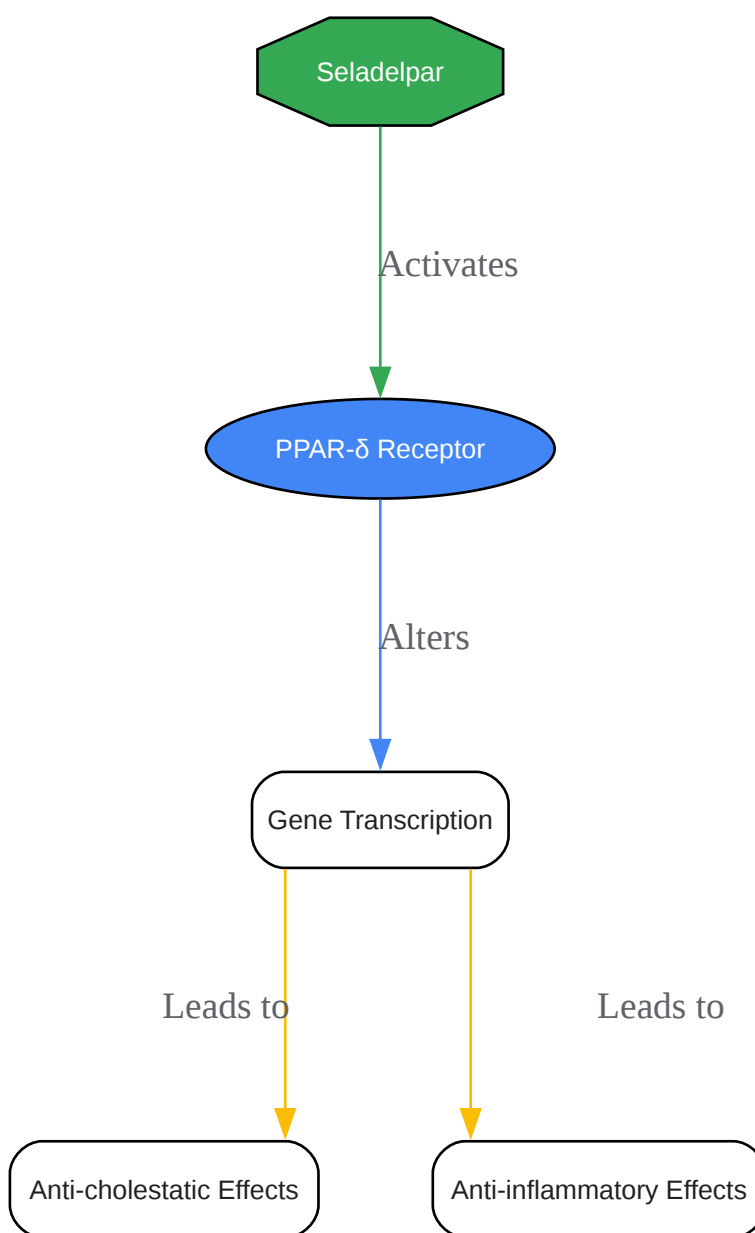 Seladelpar
Activates
PPAR-δ Receptor
Alters
Gene Transcription
Leads to
Leads to
Anti-cholestatic Effects
Anti-inflammatory Effects